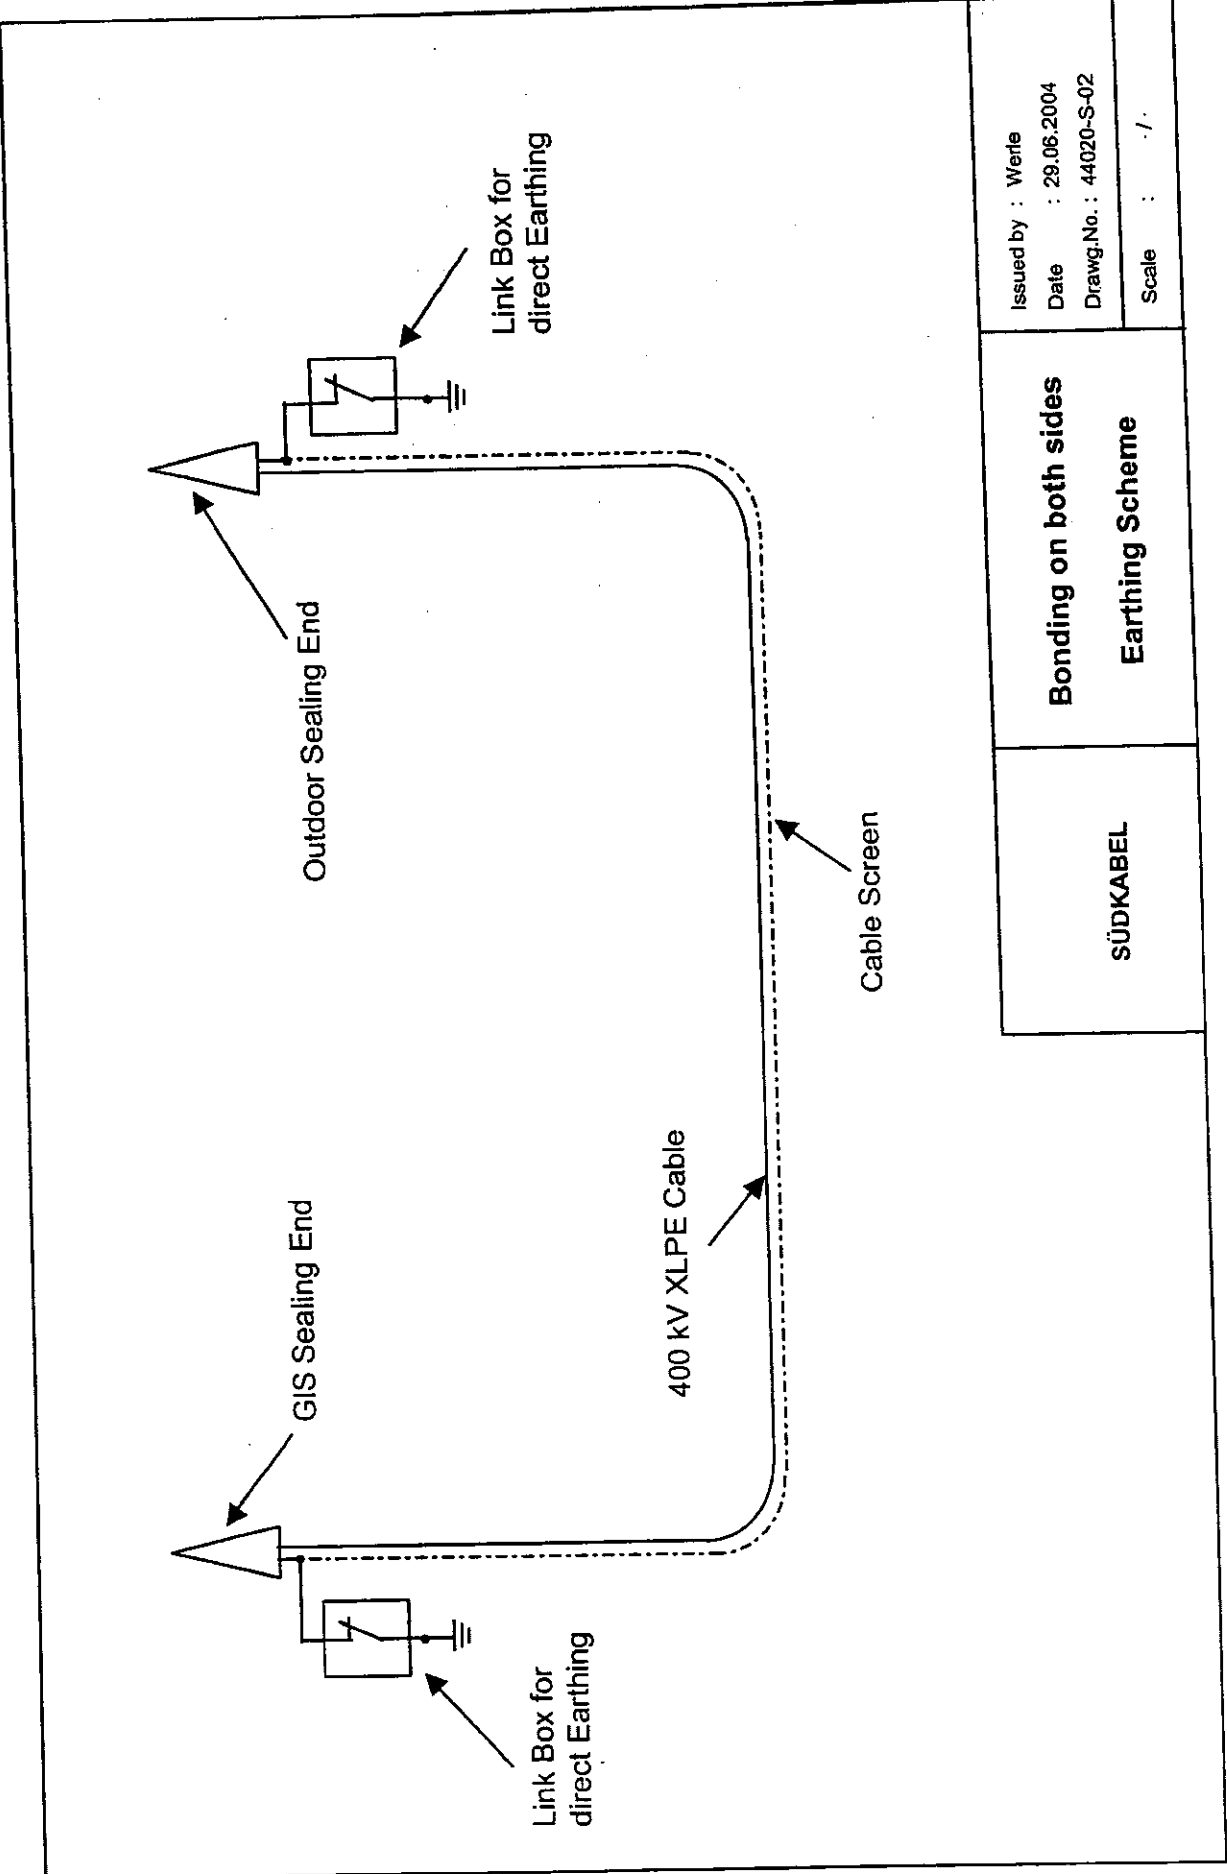 GIS Sealing End
Outdoor Sealing End
Link Box for
direct Earthing
Link Box for
direct Earthing
400 kV XLPE Cable
Cable Screen
SÜDKABEL
Bonding on both sides
Earthing Scheme
Issued by : Werle
Date : 29.06.2004
Drawg.No. : 44020-S-02
Scale : ·/·